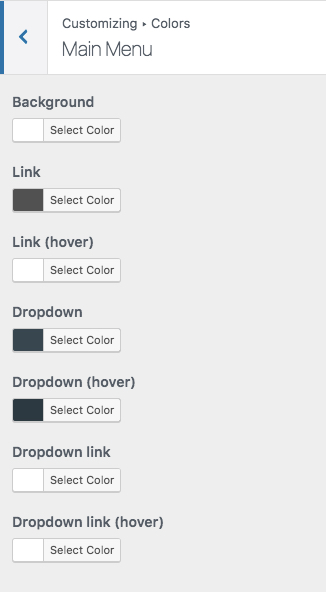 Customizing ▸ Colors
Main Menu
Background
Select Color
Link
Select Color
Link (hover)
Select Color
Dropdown
Select Color
Dropdown (hover)
Select Color
Dropdown link
Select Color
Dropdown link (hover)
Select Color